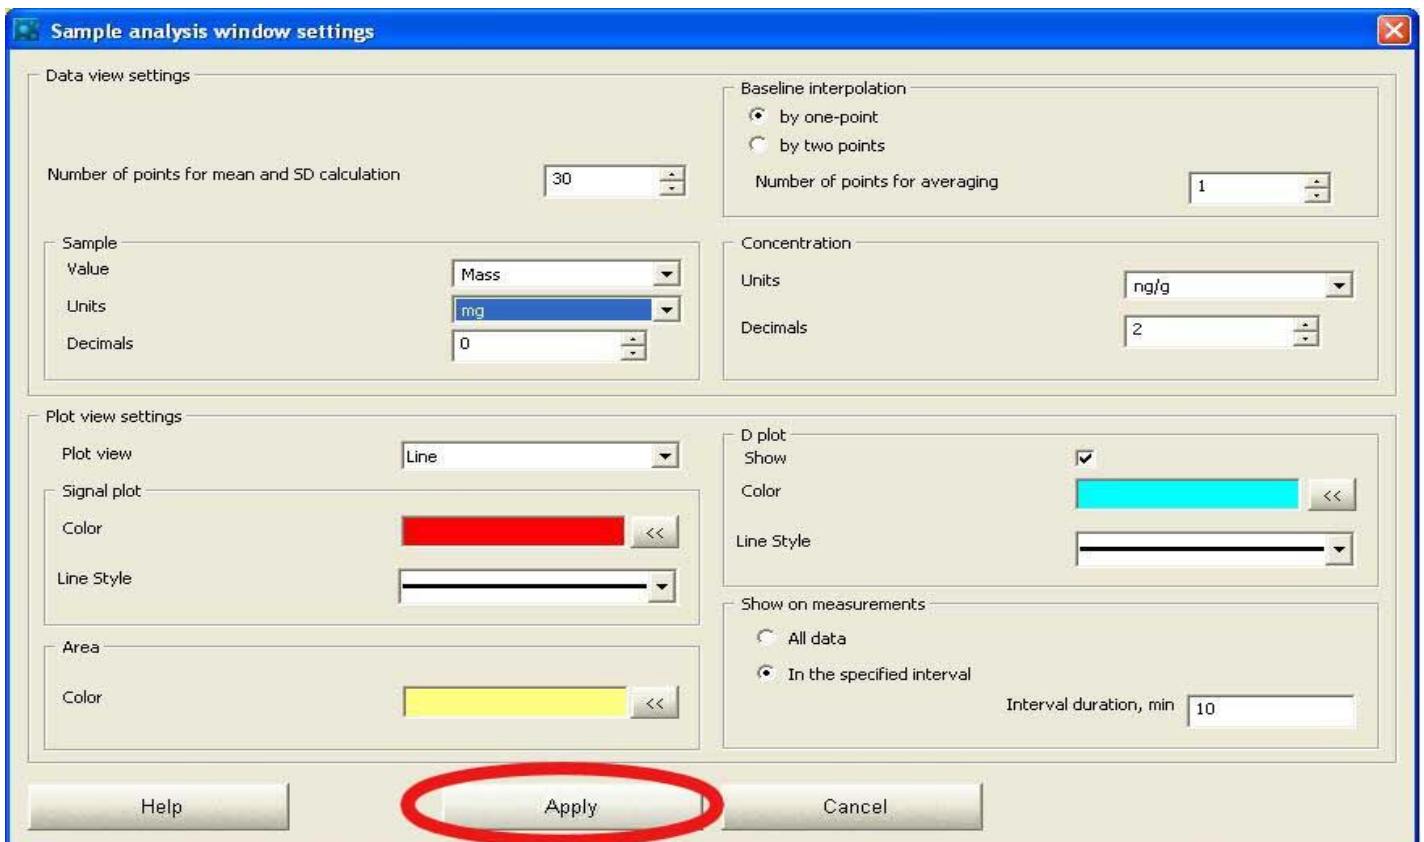 Sample analysis window settings
Data view settings
Number of points for mean and SD calculation 30
Baseline interpolation
by one-point
by two points
Number of points for averaging 1
Sample
Value Mass
Units mg
Decimals 0
Concentration
Units ng/g
Decimals 2
Plot view settings
Plot view Line
Signal plot
Color <<
Line Style
Area
Color <<
D plot
Show
Color <<
Line Style
Show on measurements
All data
In the specified interval
Interval duration, min 10
Help Apply Cancel